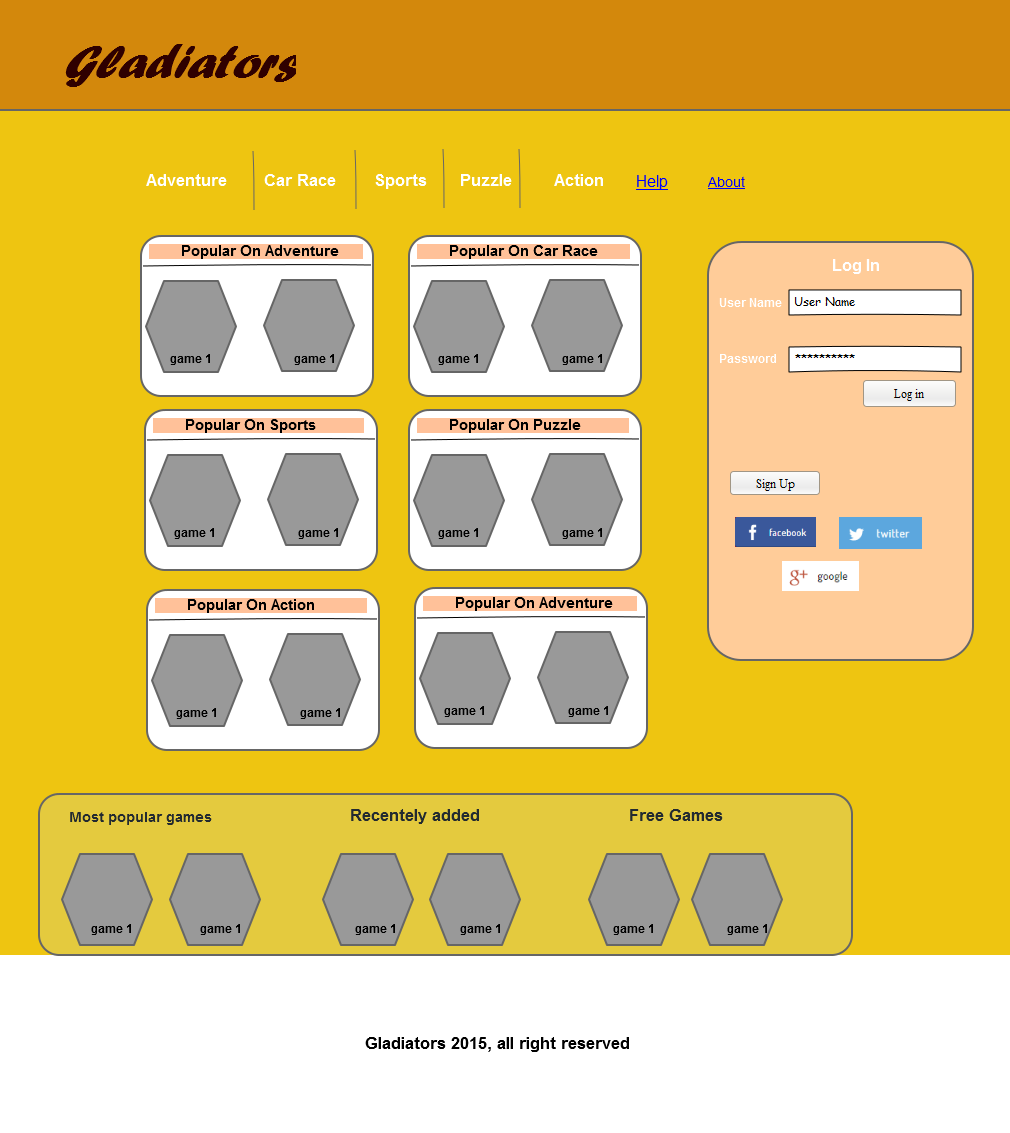 Gladiators
Adventure Car Race Sports Puzzle Action Help About
Popular On Adventure
game 1 game 1
Popular On Car Race
game 1 game 1
Popular On Sports
game 1 game 1
Popular On Puzzle
game 1 game 1
Popular On Action
game 1 game 1
Popular On Adventure
game 1 game 1
Log In
User Name User Name
Password **********
Log in
Sign Up
f facebook twitter
g+ google
Most popular games Recentely added Free Games
game 1 game 1 game 1 game 1 game 1 game 1
Gladiators 2015, all right reserved